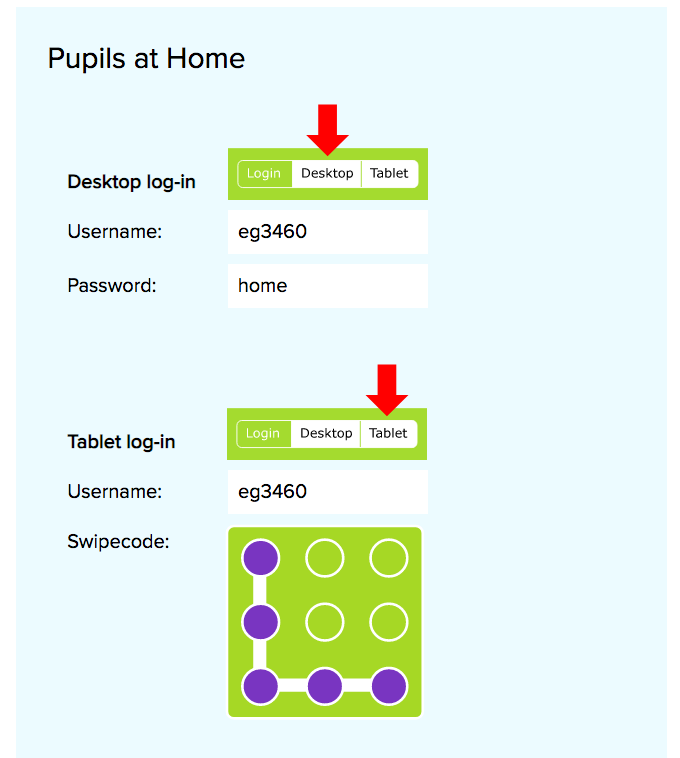 Pupils at Home
Desktop log-in
Login Desktop Tablet
Username: eg3460
Password: home
Tablet log-in
Login Desktop Tablet
Username: eg3460
Swipecode: